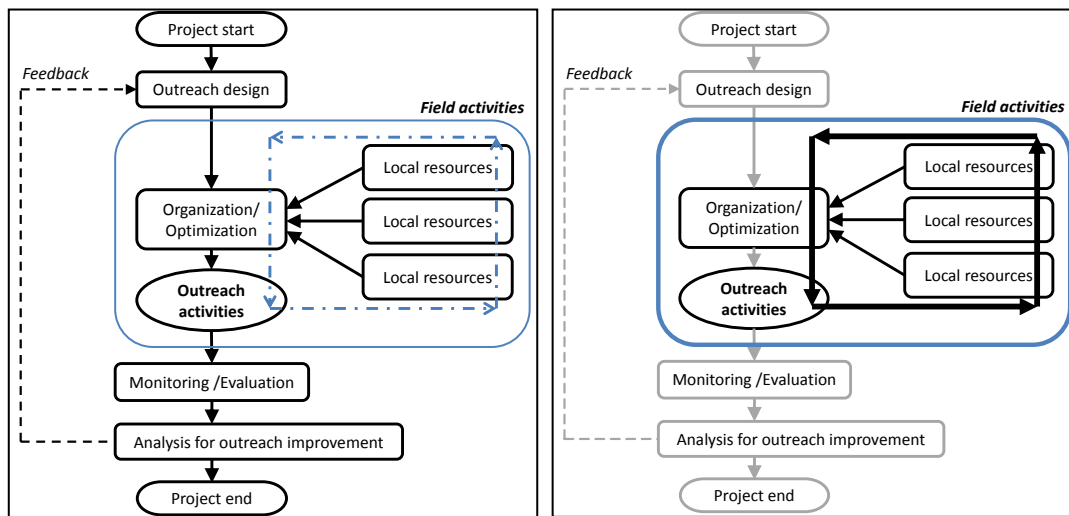 Project start
Feedback
Outreach design
Field activities
Local resources
Organization/
Optimization
Local resources
Local resources
Outreach
activities
Monitoring /Evaluation
Analysis for outreach improvement
Project end
Project start
Feedback
Outreach design
Field activities
Local resources
Organization/
Optimization
Local resources
Local resources
Outreach
activities
Monitoring /Evaluation
Analysis for outreach improvement
Project end